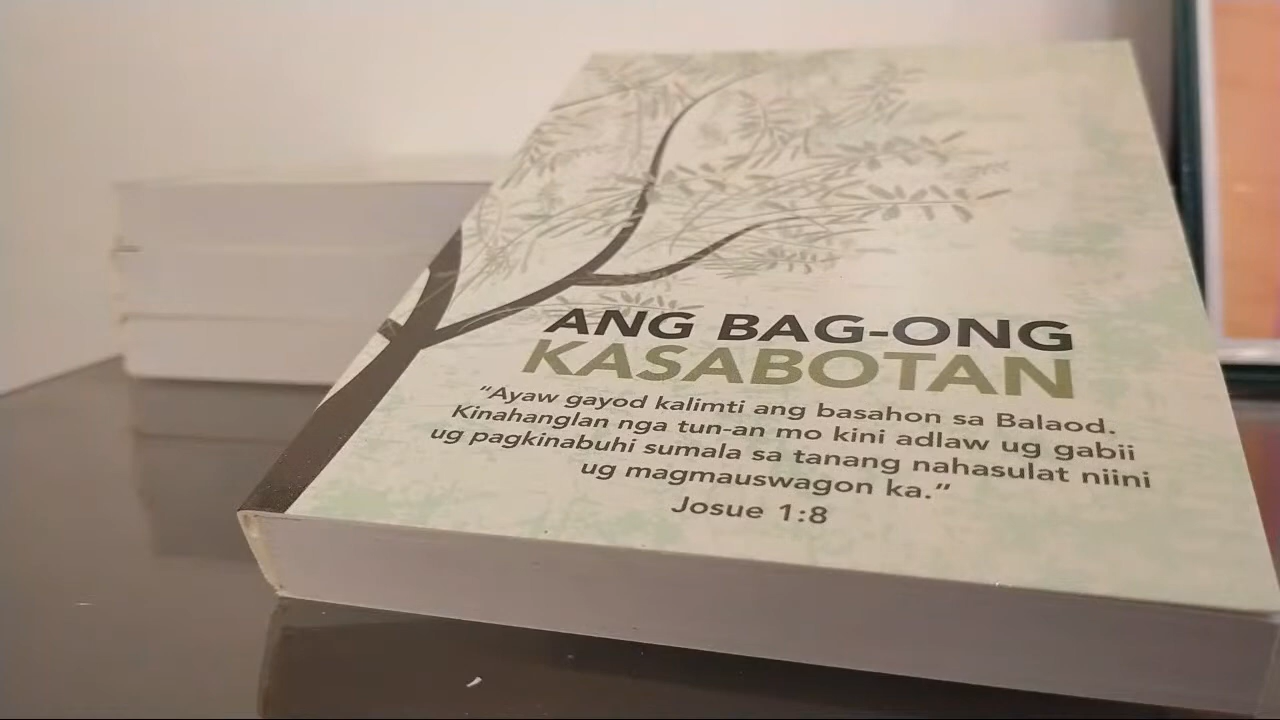 ANG BAG-ONG
KASABOTAN
"Ayaw gayod kalimti ang basahon sa Balaod.
Kinahanglan nga tun-an mo kini adlaw ug gabii
ug pagkinabuhi sumala sa tanang nahasulat niini
ug magmauswagon ka."
Josue 1:8